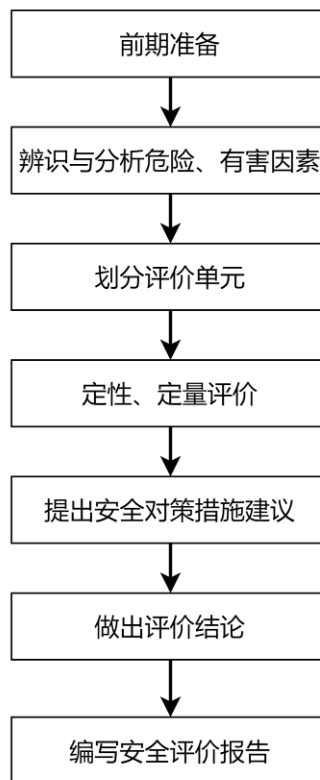 前期准备
辨识与分析危险、有害因素
划分评价单元
定性、定量评价
提出安全对策措施建议
做出评价结论
编写安全评价报告